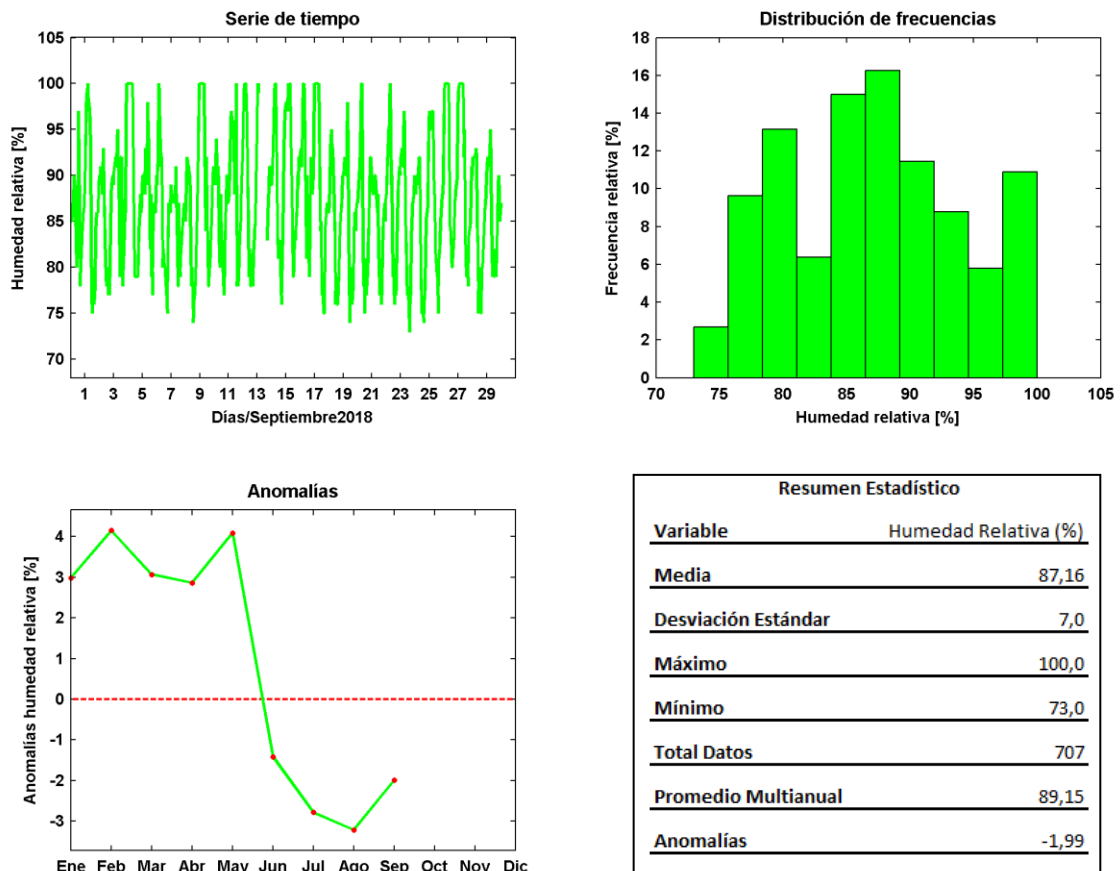 Serie de tiempo
105
100
95
90
85
80
75
70
Humedad relativa [%]
1 3 5 7 9 11 12 13 15 17 19 21 23 25 27 29
Días/Septiembre2018
Distribución de frecuencias
18
16
14
12
10
8
6
4
2
0
Frecuencia relativa [%]
70 75 80 85 90 95 100 105
Humedad relativa [%]
Anomalías
4
3
2
1
0
-1
-2
-3
Anomalias humedad relativa [%]
Ene Feb Mar Abr May Jun Jul Ago Sep Oct Nov Dic
Resumen Estadístico
Variable Humedad Relativa (%)
Media 87,16
Desviación Estándar 7,0
Máximo 100,0
Mínimo 73,0
Total Datos 707
Promedio Multianual 89,15
Anomalías -1,99